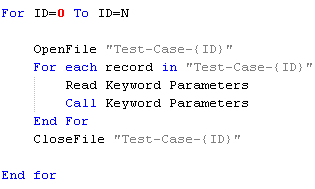 For ID=0 To ID=N
OpenFile "Test-Case-{ID}"
For each record in "Test-Case-{ID}"
Read Keyword Parameters
Call Keyword Parameters
End For
CloseFile "Test-Case-{ID}"
End for